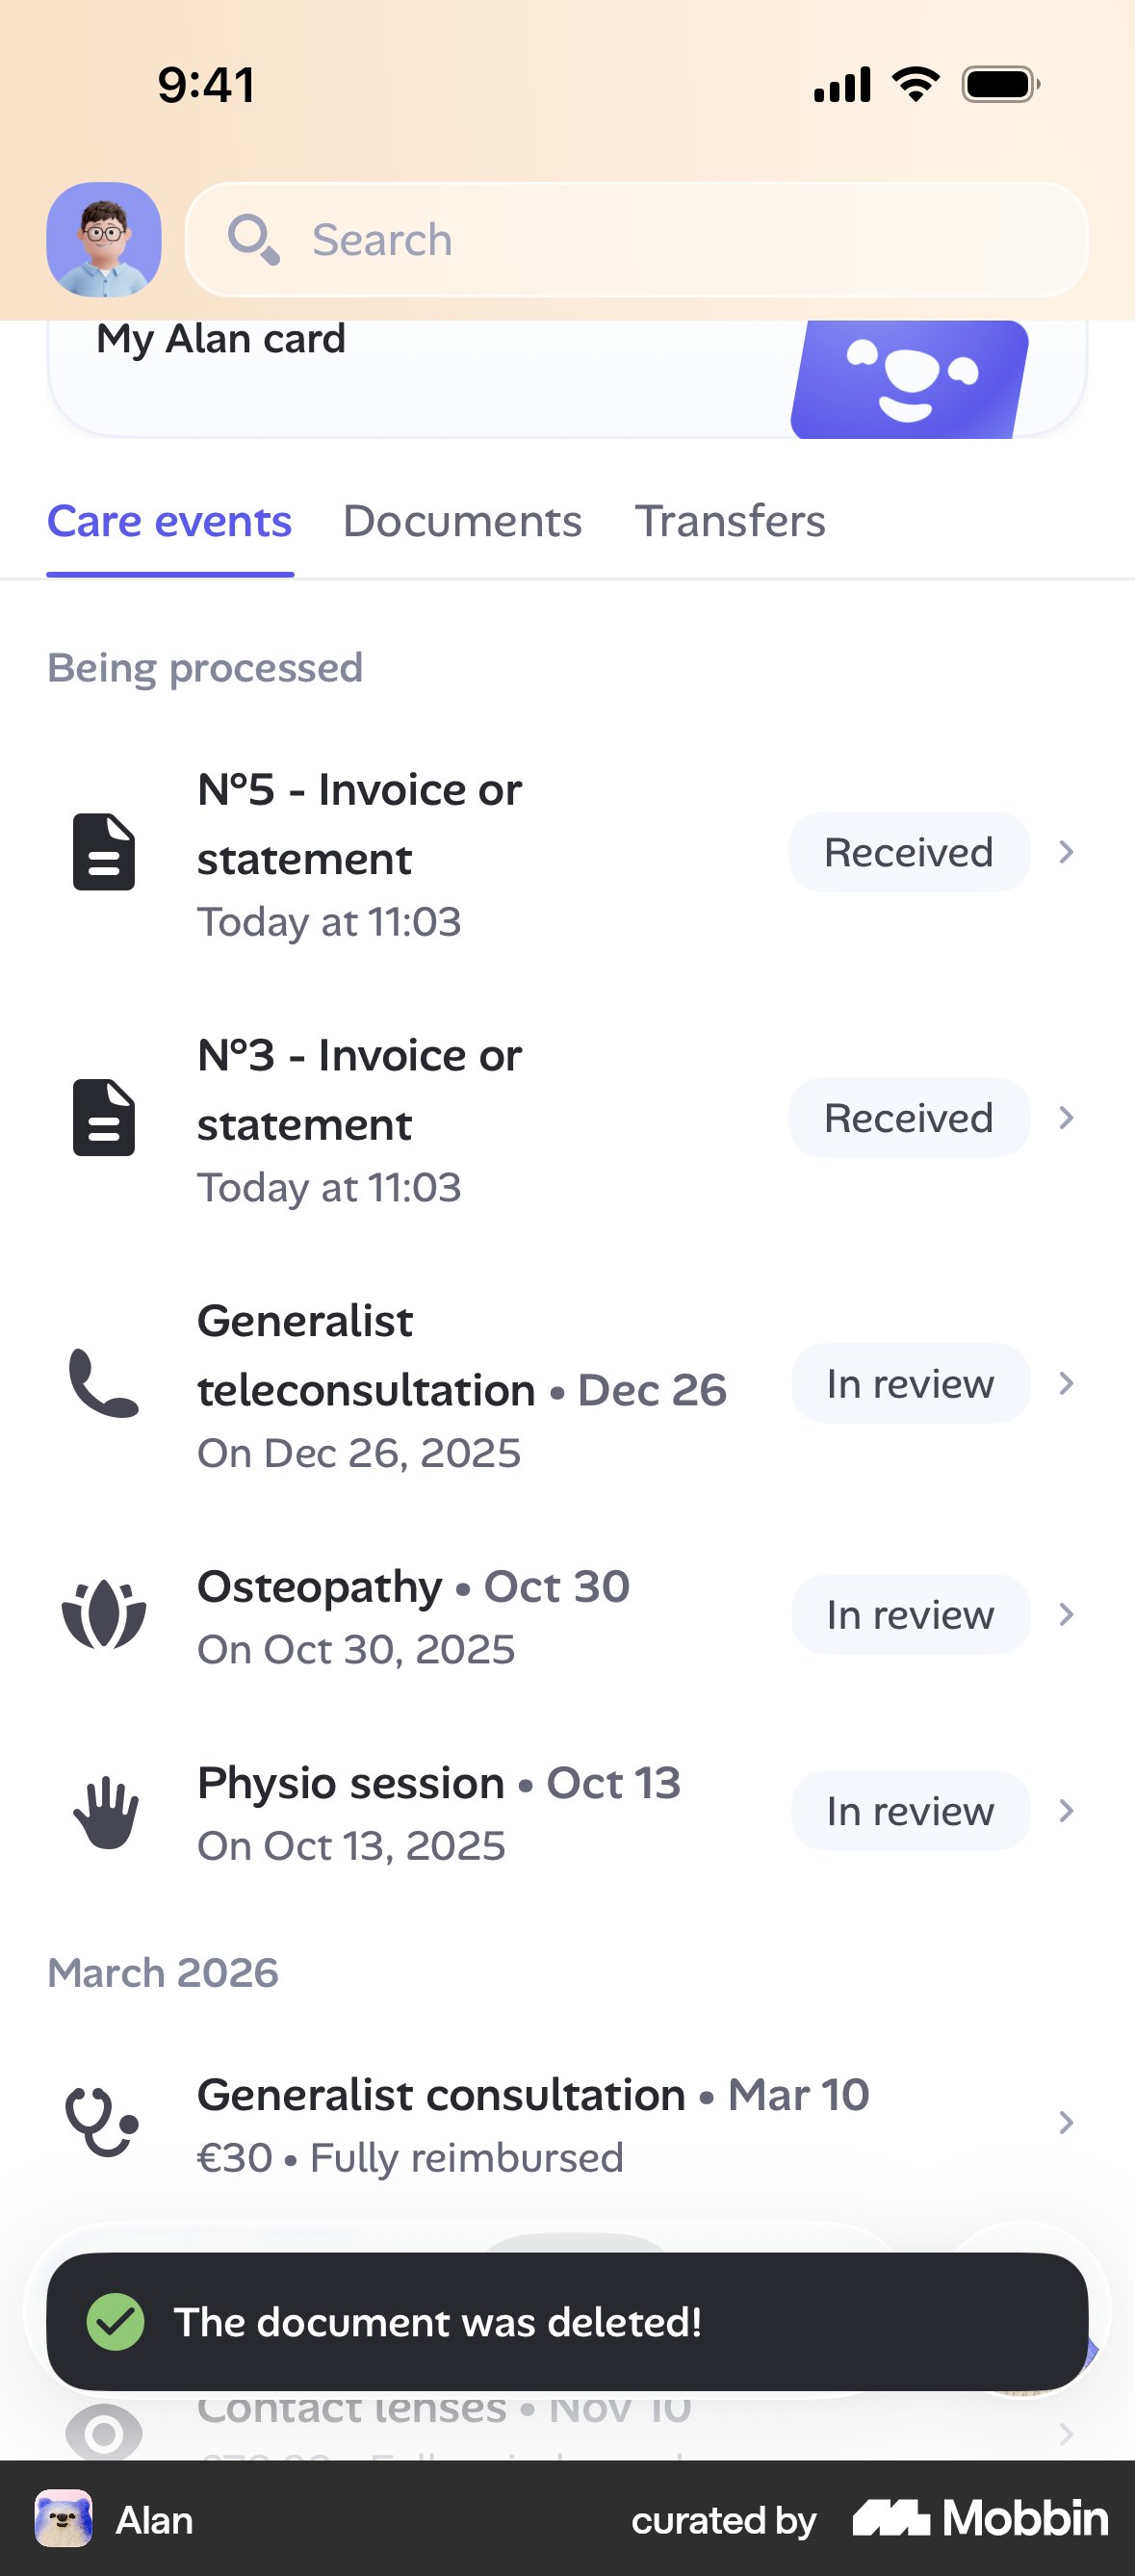 9:41
Search
My Alan card
Care events
Documents
Transfers
Being processed
N°5 - Invoice or
statement
Today at 11:03
Received
N°3 - Invoice or
statement
Today at 11:03
Received
Generalist
teleconsultation • Dec 26
On Dec 26, 2025
In review
Osteopathy • Oct 30
On Oct 30, 2025
In review
Physio session • Oct 13
On Oct 13, 2025
In review
March 2026
Generalist consultation • Mar 10
€30 • Fully reimbursed
The document was deleted!
Contact lenses • Nov 10
Alan
curated by Mobbin